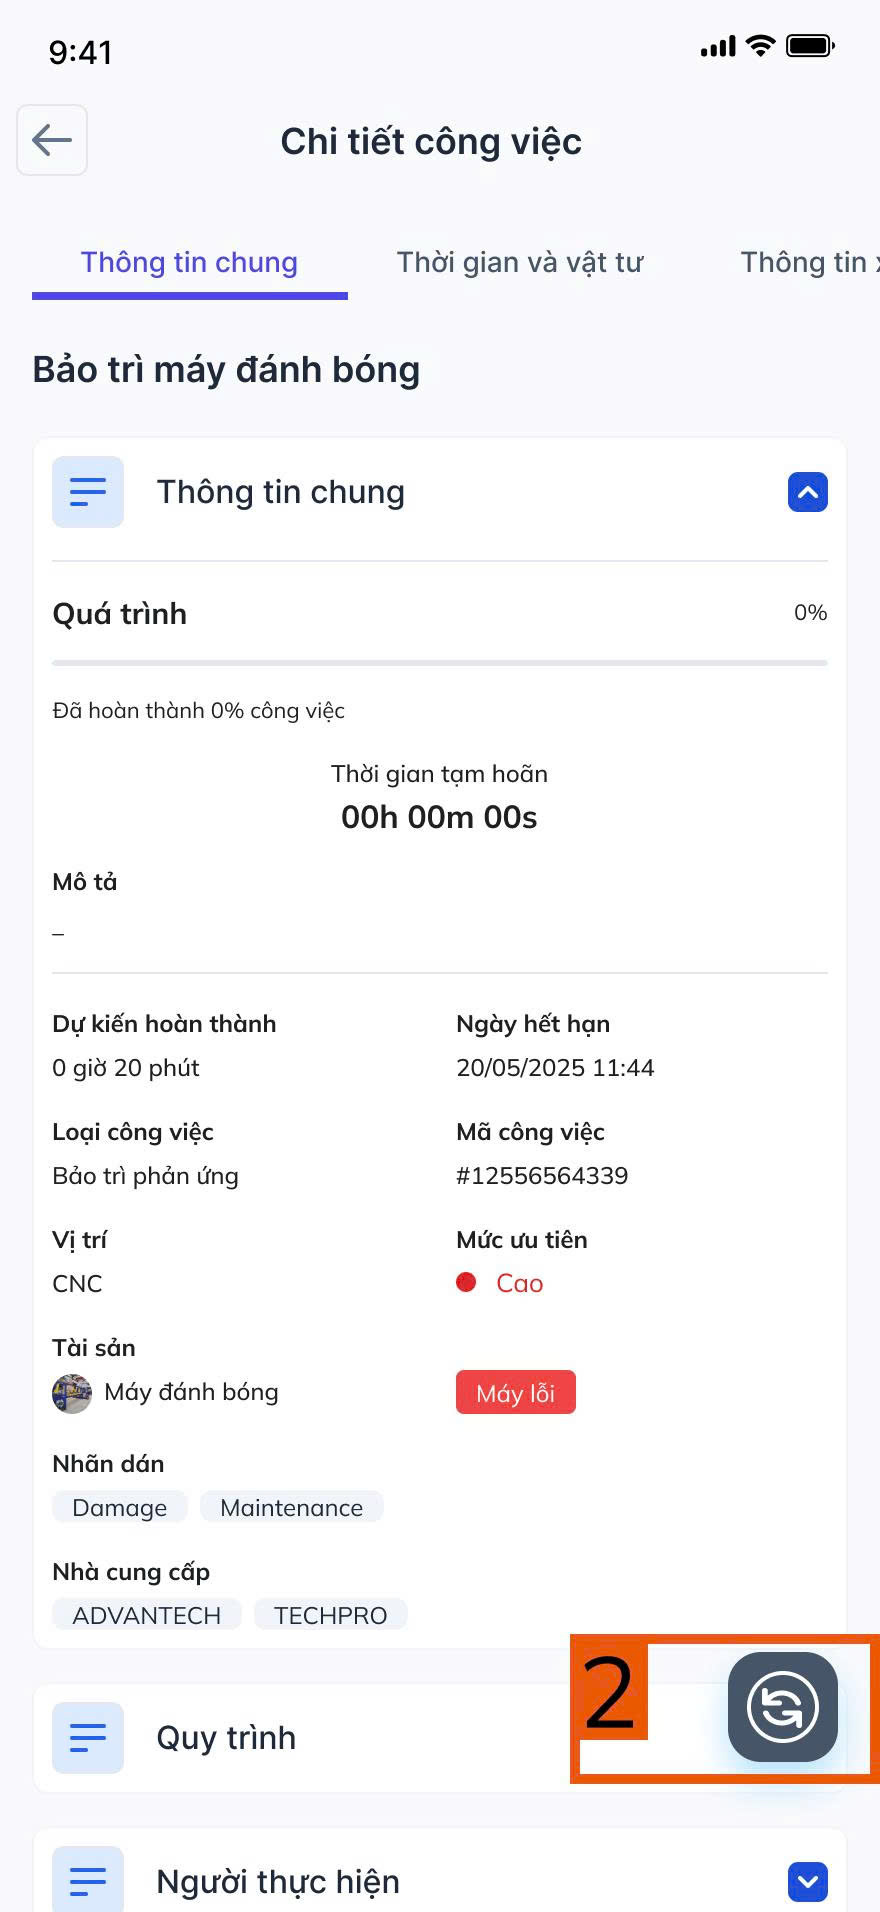 9:41
Chi tiết công việc
Thông tin chung Thời gian và vật tư Thông tin
Bảo trì máy đánh bóng
Thông tin chung
Quá trình 0%
Đã hoàn thành 0% công việc
Thời gian tạm hoãn
00h 00m 00s
Mô tả
–
Dự kiến hoàn thành Ngày hết hạn
0 giờ 20 phút 20/05/2025 11:44
Loại công việc Mã công việc
Bảo trì phản ứng #12556564339
Vị trí Mức ưu tiên
CNC Cao
Tài sản
Máy đánh bóng Máy lỗi
Nhãn dán
Damage Maintenance
Nhà cung cấp
ADVANTECH TECHPRO
2
Quy trình
Người thực hiện